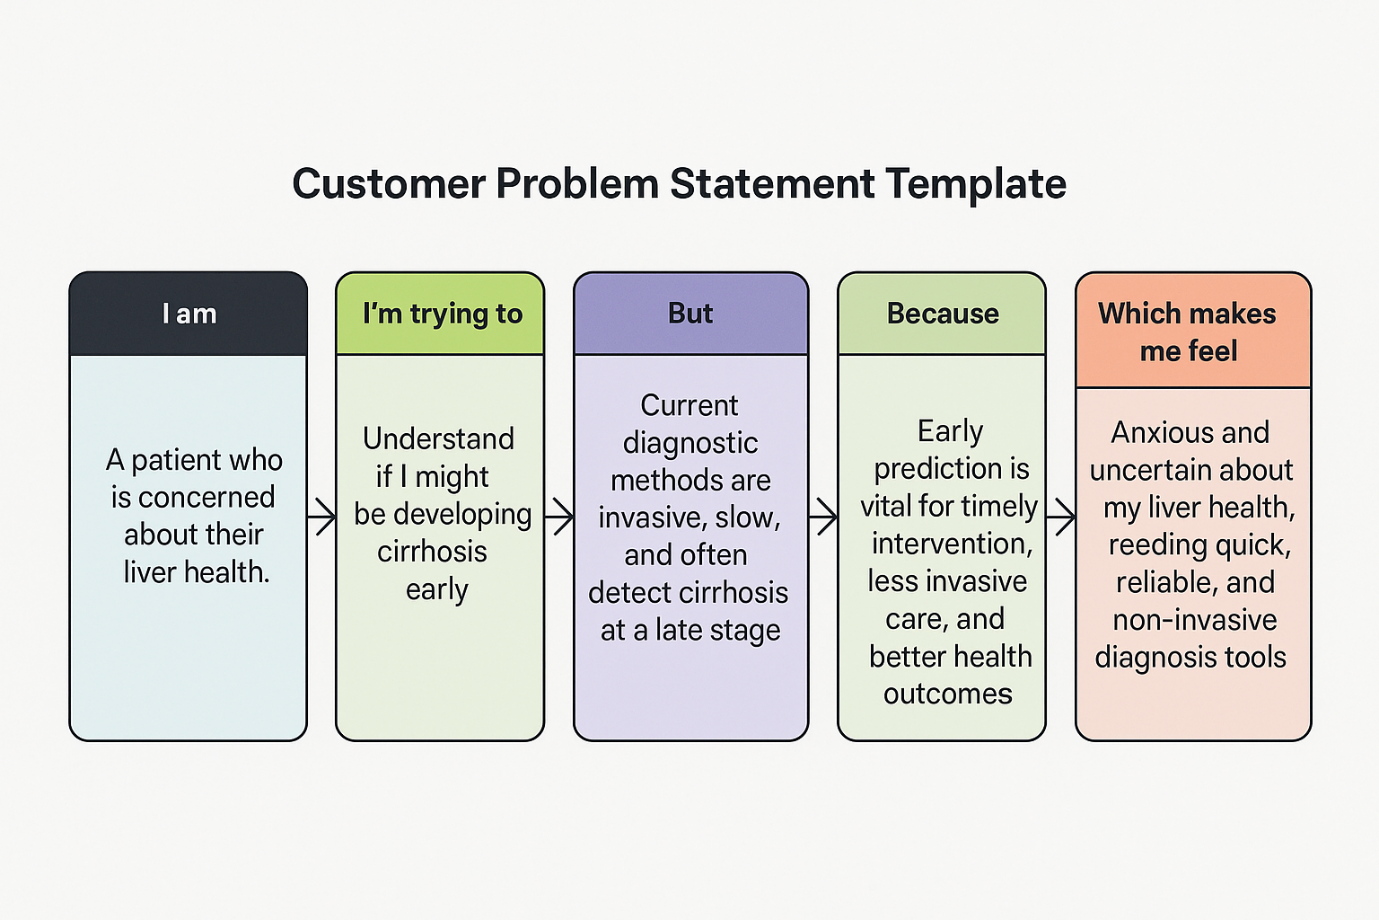 Customer Problem Statement Template
I am
A patient who
is concerned
about their
liver health.
I'm trying to
Understand
if I might
be developing
cirrhosis
early
But
Current
diagnostic
methods are
invasive, slow,
and often
detect cirrhosis
at a late stage
Because
Early
prediction is
vital for timely
intervention,
less invasive
care, and
better health
outcomes
Which makes
me feel
Anxious and
uncertain about
my liver health,
reeding quick,
reliable, and
non-invasive
diagnosis tools